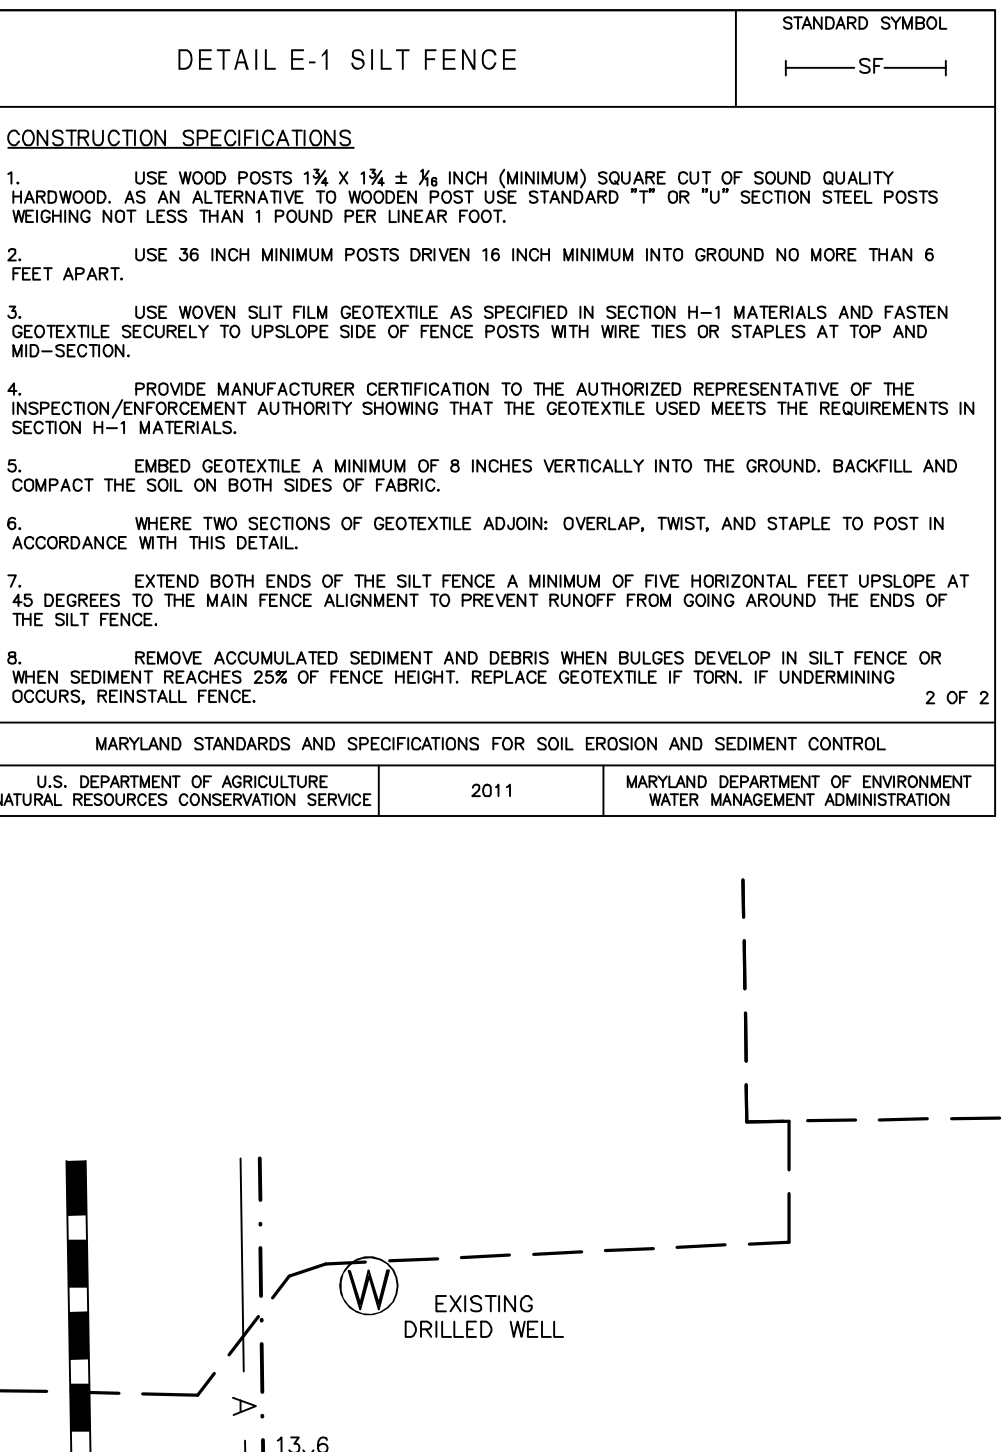 DETAIL E-1 SILT FENCE
STANDARD SYMBOL
SF
CONSTRUCTION SPECIFICATIONS
1. USE WOOD POSTS 1¾ X 1¾ ± 1/16 INCH (MINIMUM) SQUARE CUT OF SOUND QUALITY
HARDWOOD. AS AN ALTERNATIVE TO WOODEN POST USE STANDARD "T" OR "U" SECTION STEEL POSTS
WEIGHING NOT LESS THAN 1 POUND PER LINEAR FOOT.
2. USE 36 INCH MINIMUM POSTS DRIVEN 16 INCH MINIMUM INTO GROUND NO MORE THAN 6
FEET APART.
3. USE WOVEN SLIT FILM GEOTEXTILE AS SPECIFIED IN SECTION H-1 MATERIALS AND FASTEN
GEOTEXTILE SECURELY TO UPSLOPE SIDE OF FENCE POSTS WITH WIRE TIES OR STAPLES AT TOP AND
MID-SECTION.
4. PROVIDE MANUFACTURER CERTIFICATION TO THE AUTHORIZED REPRESENTATIVE OF THE
INSPECTION/ENFORCEMENT AUTHORITY SHOWING THAT THE GEOTEXTILE USED MEETS THE REQUIREMENTS IN
SECTION H-1 MATERIALS.
5. EMBED GEOTEXTILE A MINIMUM OF 8 INCHES VERTICALLY INTO THE GROUND. BACKFILL AND
COMPACT THE SOIL ON BOTH SIDES OF FABRIC.
6. WHERE TWO SECTIONS OF GEOTEXTILE ADJOIN: OVERLAP, TWIST, AND STAPLE TO POST IN
ACCORDANCE WITH THIS DETAIL.
7. EXTEND BOTH ENDS OF THE SILT FENCE A MINIMUM OF FIVE HORIZONTAL FEET UPSLOPE AT
45 DEGREES TO THE MAIN FENCE ALIGNMENT TO PREVENT RUNOFF FROM GOING AROUND THE ENDS OF
THE SILT FENCE.
8. REMOVE ACCUMULATED SEDIMENT AND DEBRIS WHEN BULGES DEVELOP IN SILT FENCE OR
WHEN SEDIMENT REACHES 25% OF FENCE HEIGHT. REPLACE GEOTEXTILE IF TORN. IF UNDERMINING
OCCURS, REINSTALL FENCE.
2 OF 2
MARYLAND STANDARDS AND SPECIFICATIONS FOR SOIL EROSION AND SEDIMENT CONTROL
U.S. DEPARTMENT OF AGRICULTURE
NATURAL RESOURCES CONSERVATION SERVICE
2011
MARYLAND DEPARTMENT OF ENVIRONMENT
WATER MANAGEMENT ADMINISTRATION
W
EXISTING
DRILLED WELL
A